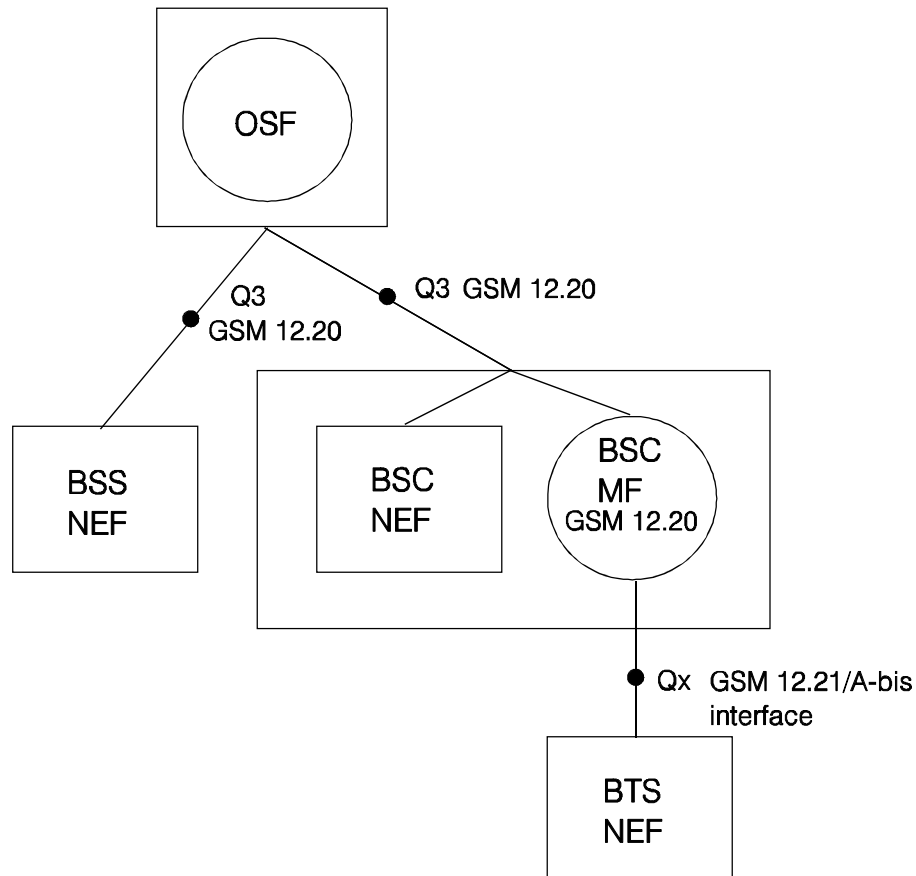 OSF
Q3
GSM 12.20
Q3 GSM 12.20
BSS
NEF
BSC
NEF
BSC
MF
GSM 12.20
Qx GSM 12.21/A-bis
interface
BTS
NEF